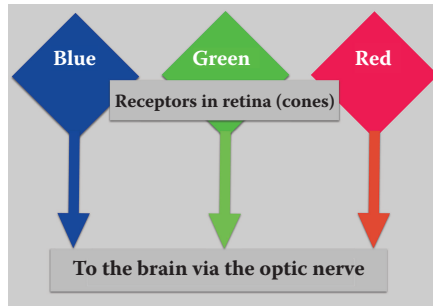 Blue Green Red
Receptors in retina (cones)
To the brain via the optic nerve